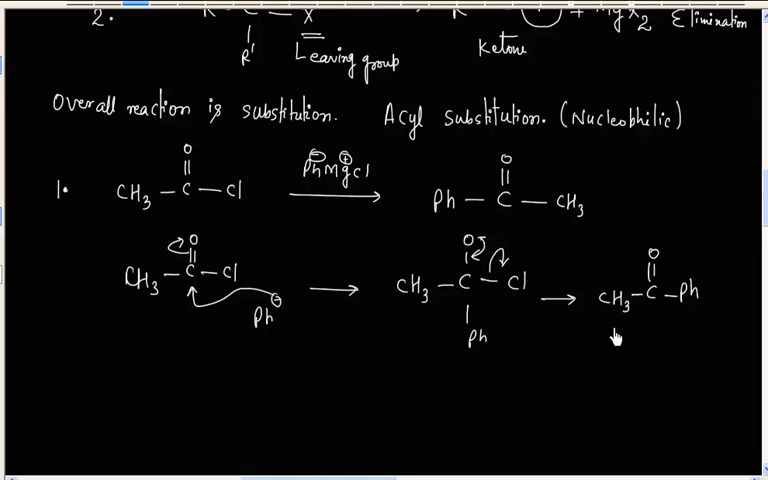 2. R — C — X → R + MgX2 Elimination
R' Leaving group Ketone
Overall reaction is substitution. Acyl substitution. (Nucleophilic)
O PhMgCl O
1. CH3 — C — Cl → Ph — C — CH3
O O O
CH3 — C — Cl → CH3 — C — Cl → CH3 — C — Ph
Ph Ph